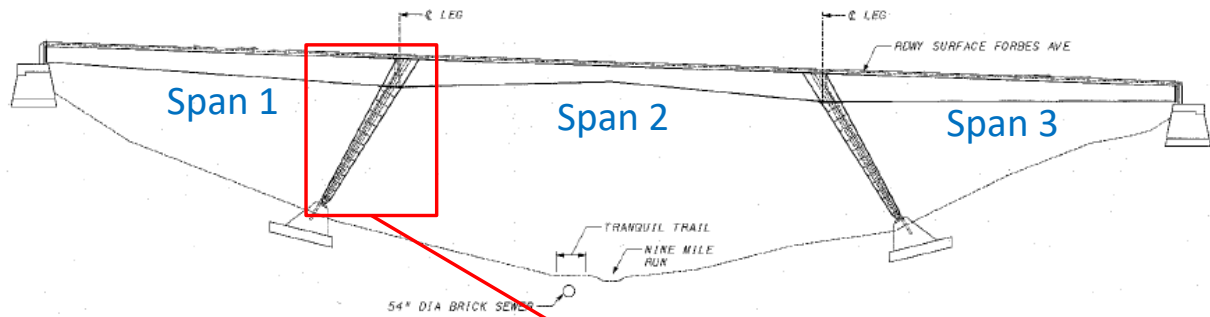 ℄ LEG
℄ LEG
RDWY SURFACE FORBES AVE
Span 1
Span 2
Span 3
TRANQUIL TRAIL
NINE MILE
RUN
54" DIA BRICK SEWER